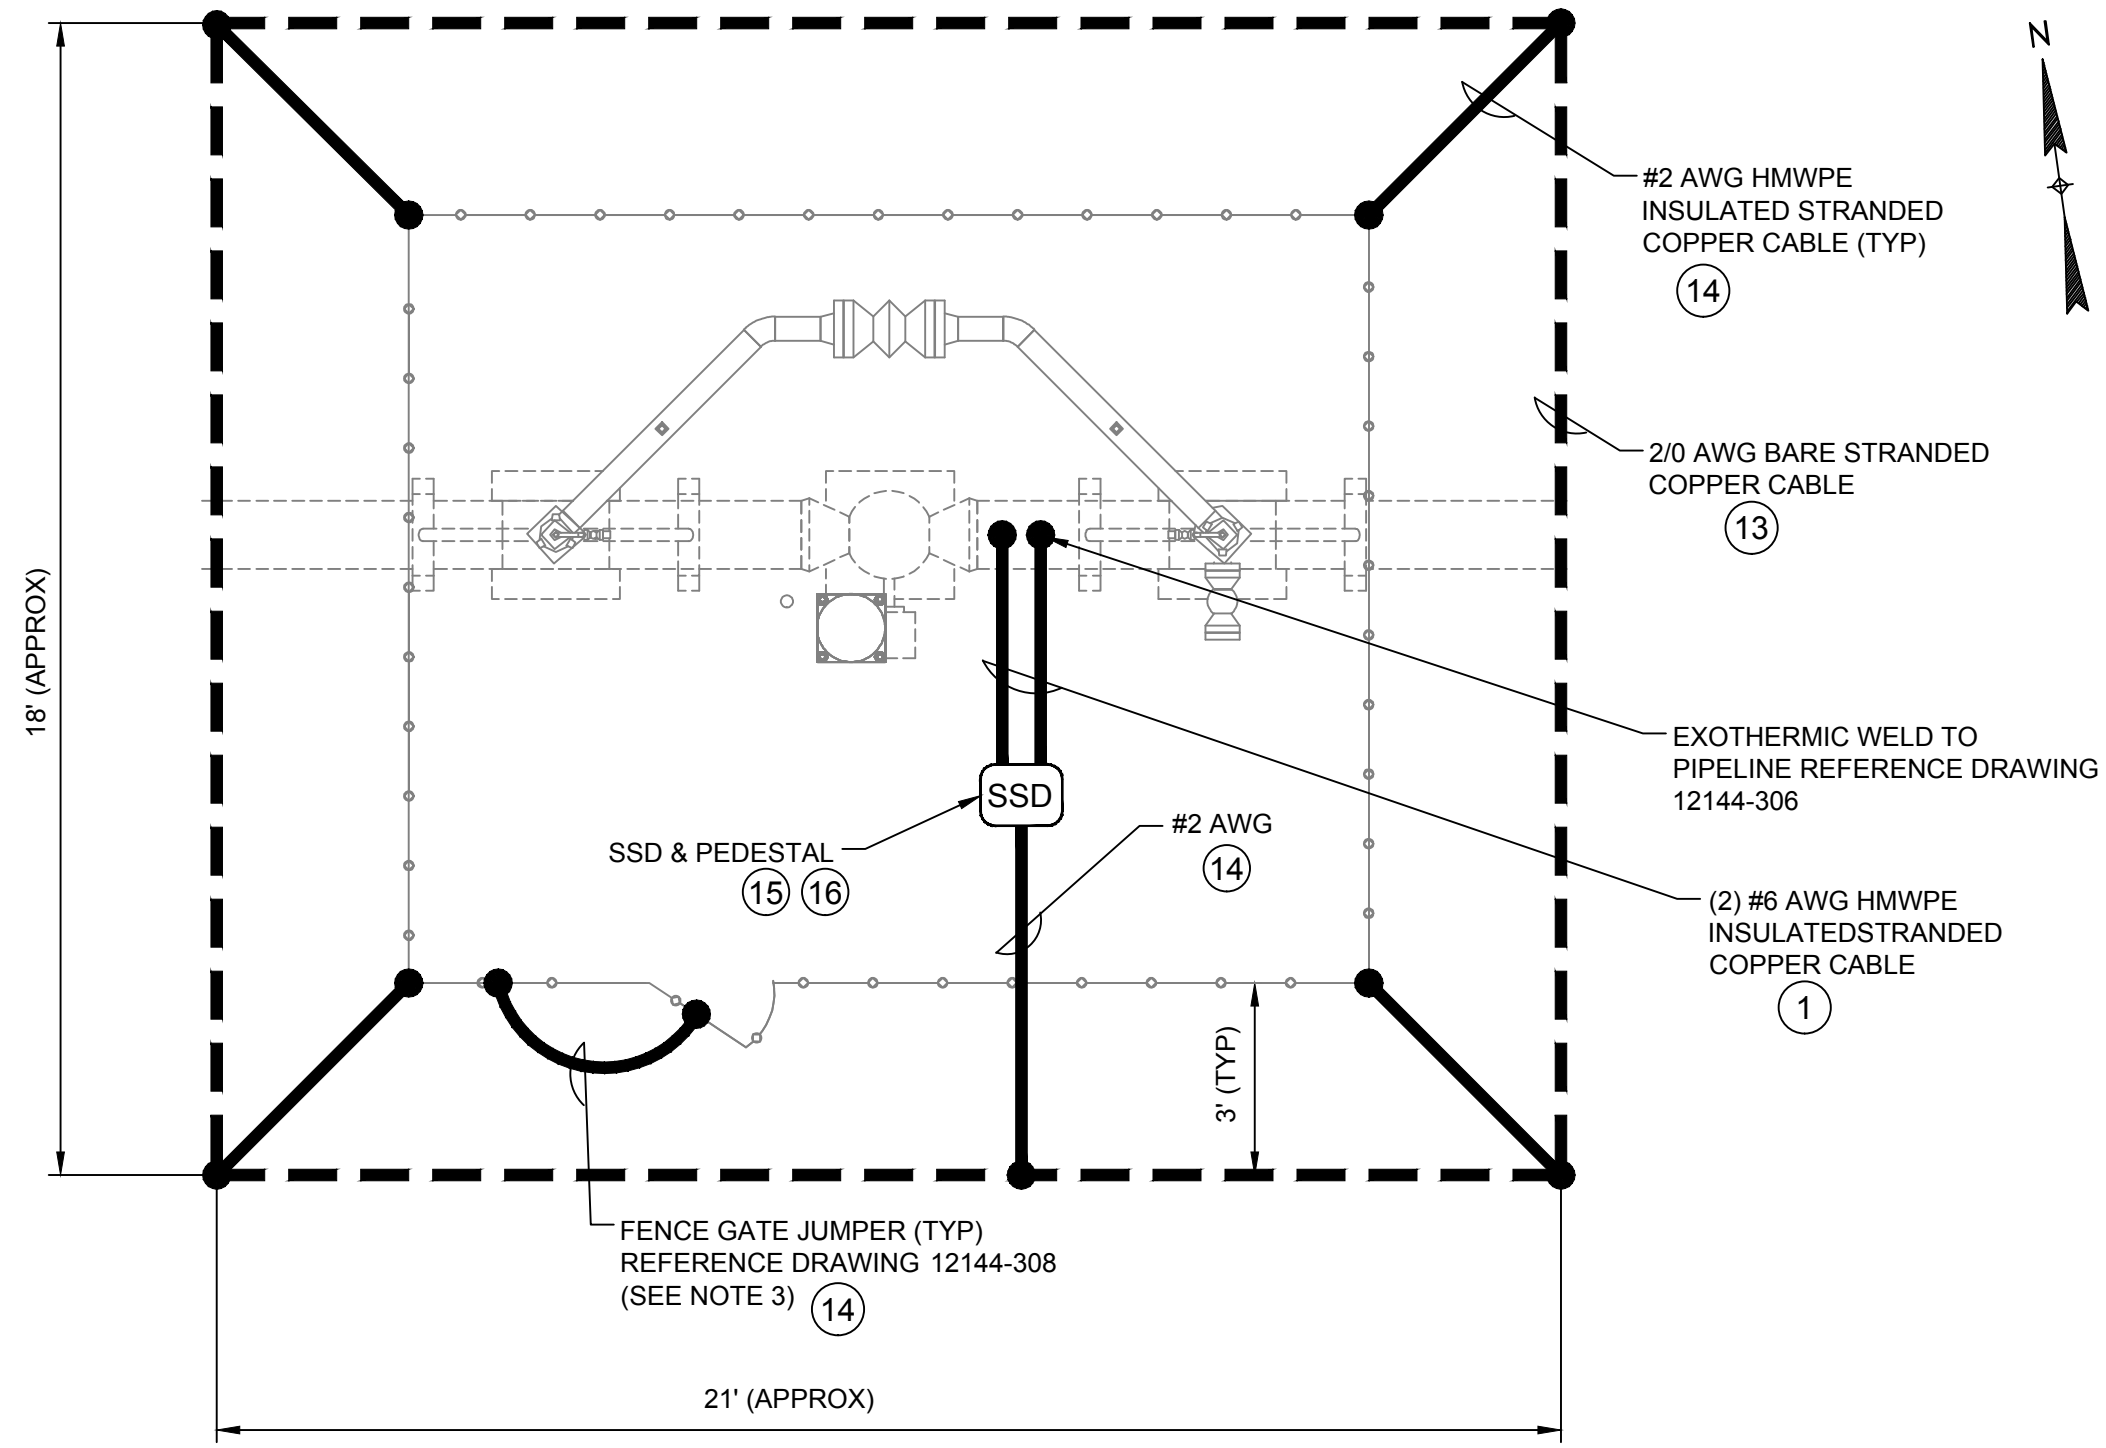 N
#2 AWG HMWPE
INSULATED STRANDED
COPPER CABLE (TYP)
14
2/0 AWG BARE STRANDED
COPPER CABLE
13
18' (APPROX)
EXOTHERMIC WELD TO
PIPELINE REFERENCE DRAWING
12144-306
SSD
#2 AWG
14
SSD & PEDESTAL
15 16
(2) #6 AWG HMWPE
INSULATEDSTRANDED
COPPER CABLE
1
3' (TYP)
FENCE GATE JUMPER (TYP)
REFERENCE DRAWING 12144-308
(SEE NOTE 3) 14
21' (APPROX)